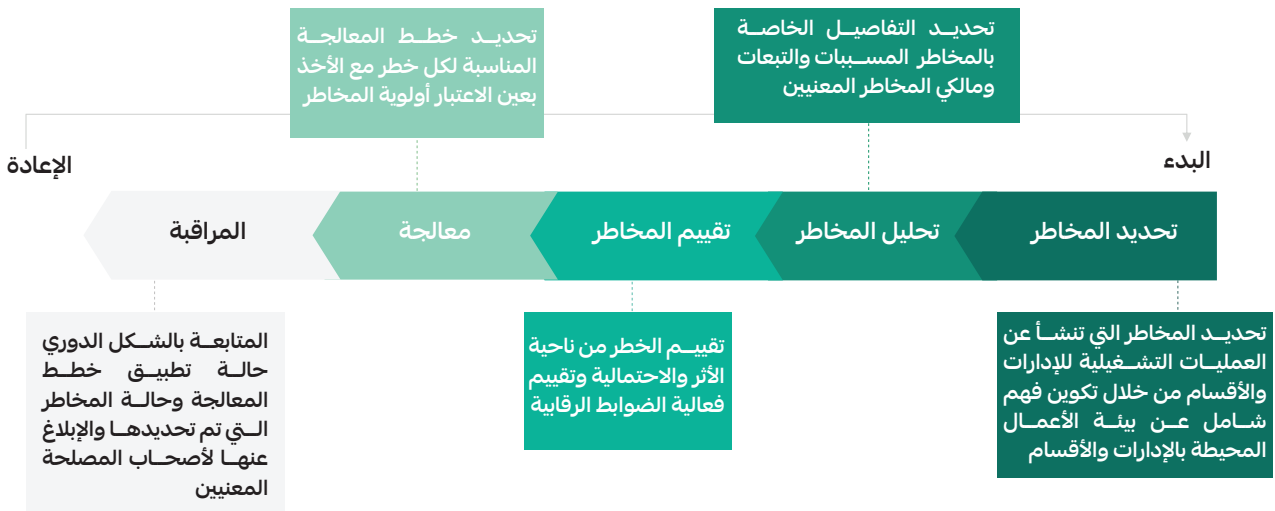 تحديد التفاصيل الخاصة
بالمخاطر المسببات والتبعات
ومالكي المخاطر المعنيين
تحديد خطط المعالجة
المناسبة لكل خطر مع الأخذ
بعين الاعتبار أولوية المخاطر
البدء
الإعادة
تحديد المخاطر
تحليل المخاطر
تقييم المخاطر
معالجة
المراقبة
تحديد المخاطر التي تنشأ عن
العمليات التشغيلية للإدارات
والأقسام من خلال تكوين فهم
شامل عن بيئة الأعمال
المحيطة بالإدارات والأقسام
تقييم الخطر من ناحية
الأثر والاحتمالية وتقييم
فعالية الضوابط الرقابية
المتابعة بالشكل الدوري
حالة تطبيق خطط
المعالجة وحالة المخاطر
التي تم تحديدها والإبلاغ
عنها لأصحاب المصلحة
المعنيين